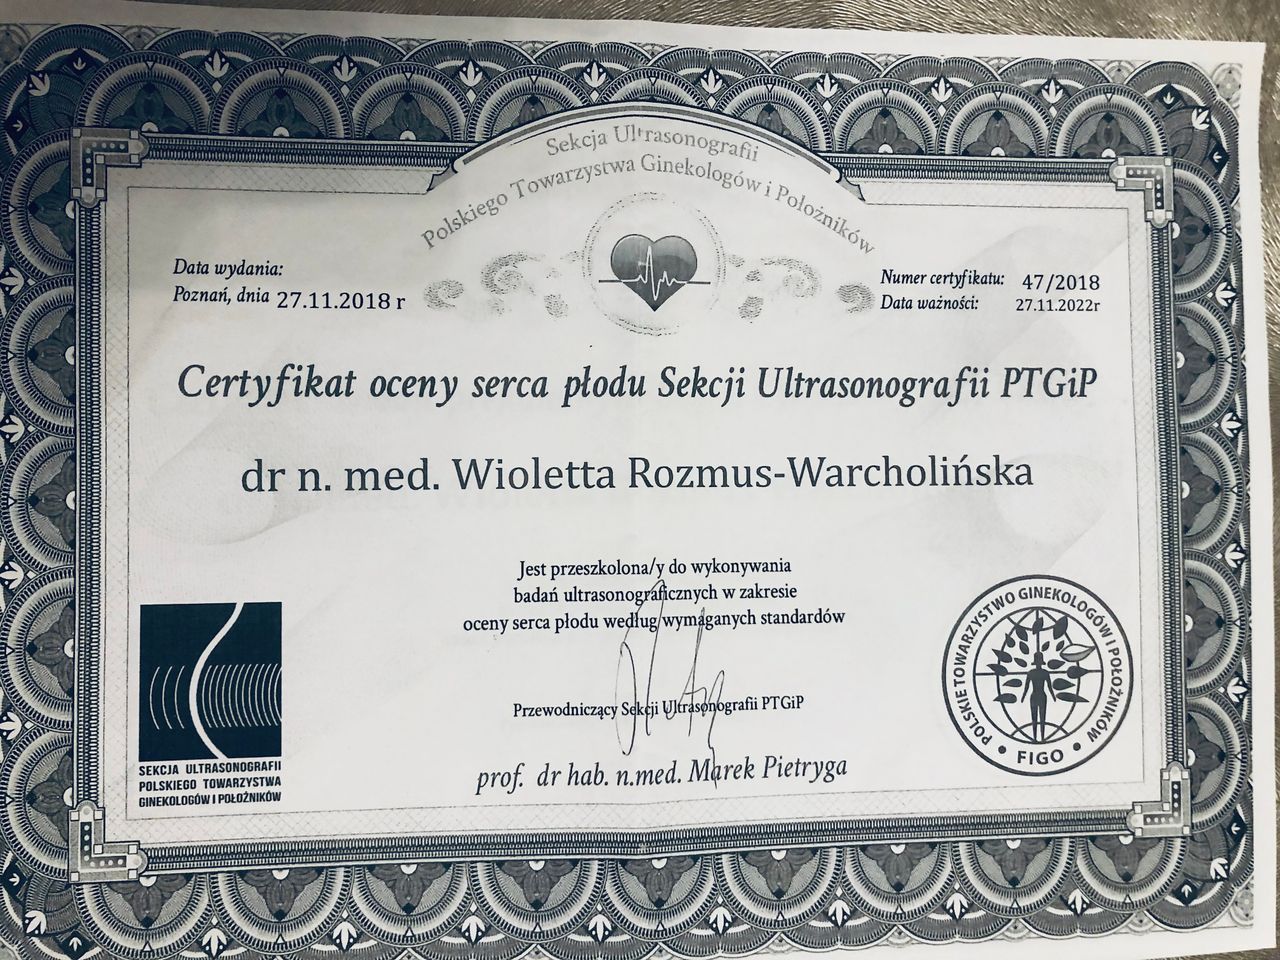 Sekcja Ultrasonografii
Polskiego Towarzystwa Ginekologów i Położników
Data wydania:
Poznań, dnia 27.11.2018 r
Numer certyfikatu: 47/2018
Data ważności: 27.11.2022r
Certyfikat oceny serca płodu Sekcji Ultrasonografii PTGiP
dr n. med. Wioletta Rozmus-Warcholińska
Jest przeszkolona/y do wykonywania
badań ultrasonograficznych w zakresie
oceny serca płodu według wymaganych standardów
Przewodniczący Sekcji Ultrasonografii PTGiP
prof. dr hab. n.med. Marek Pietryga
SEKCJA ULTRASONOGRAFII
POLSKIEGO TOWARZYSTWA
GINEKOLOGÓW I POŁOŻNIKÓW
POLSKIE TOWARZYSTWO GINEKOLOGÓW I POŁOŻNIKÓW
• FIGO •